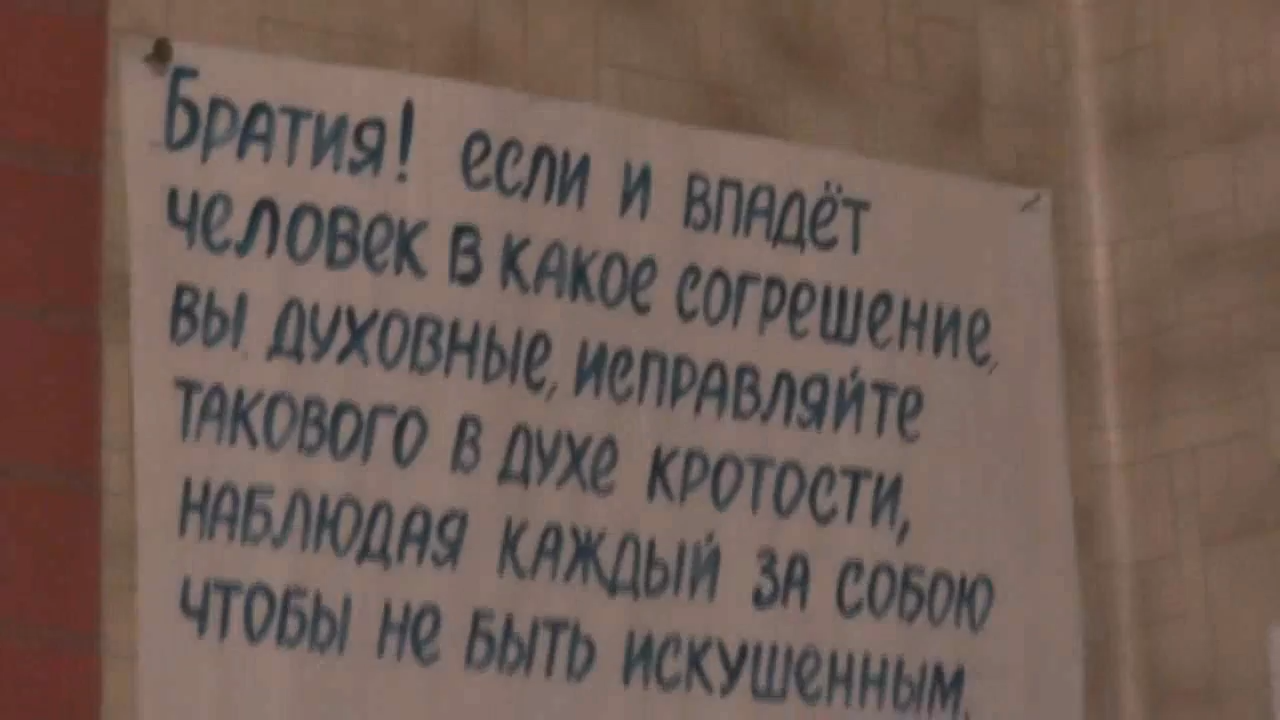 Братия! если и впадёт
человек в какое согрешение,
вы духовные, исправляйте
такового в духе кротости,
наблюдая каждый за собою
чтобы не быть искушенным.